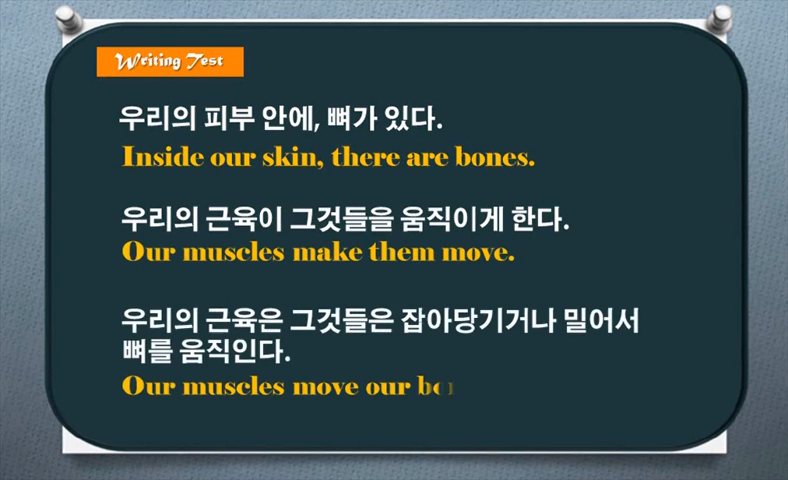 Writing Test
우리의 피부 안에, 뼈가 있다.
Inside our skin, there are bones.
우리의 근육이 그것들을 움직이게 한다.
Our muscles make them move.
우리의 근육은 그것들은 잡아당기거나 밀어서
뼈를 움직인다.
Our muscles move our